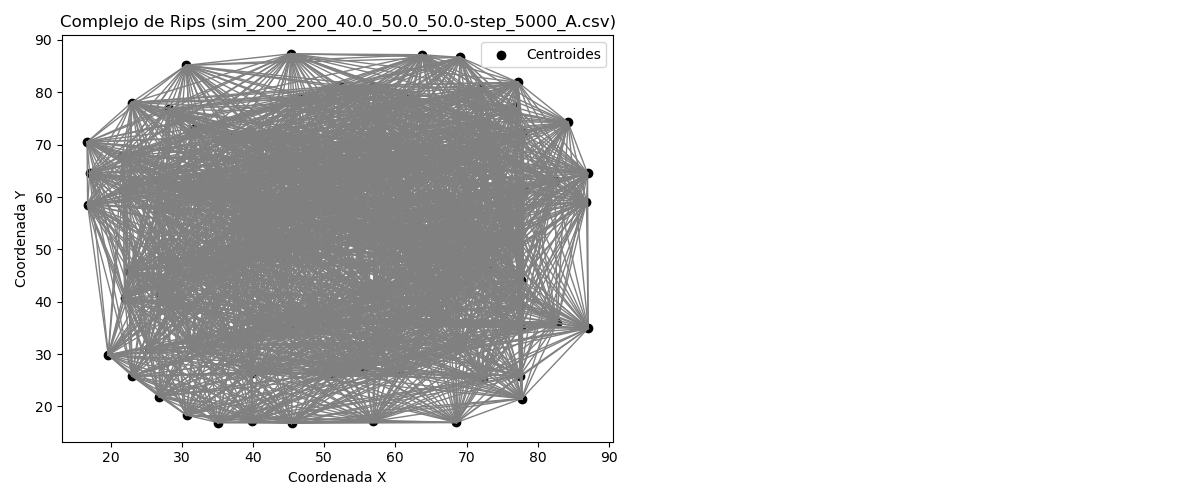 Complejo de Rips (sim_200_200_40.0_50.0_50.0-step_5000_A.csv)
Centroides
90
80
70
60
50
40
30
20
Coordenada Y
20 30 40 50 60 70 80 90
Coordenada X